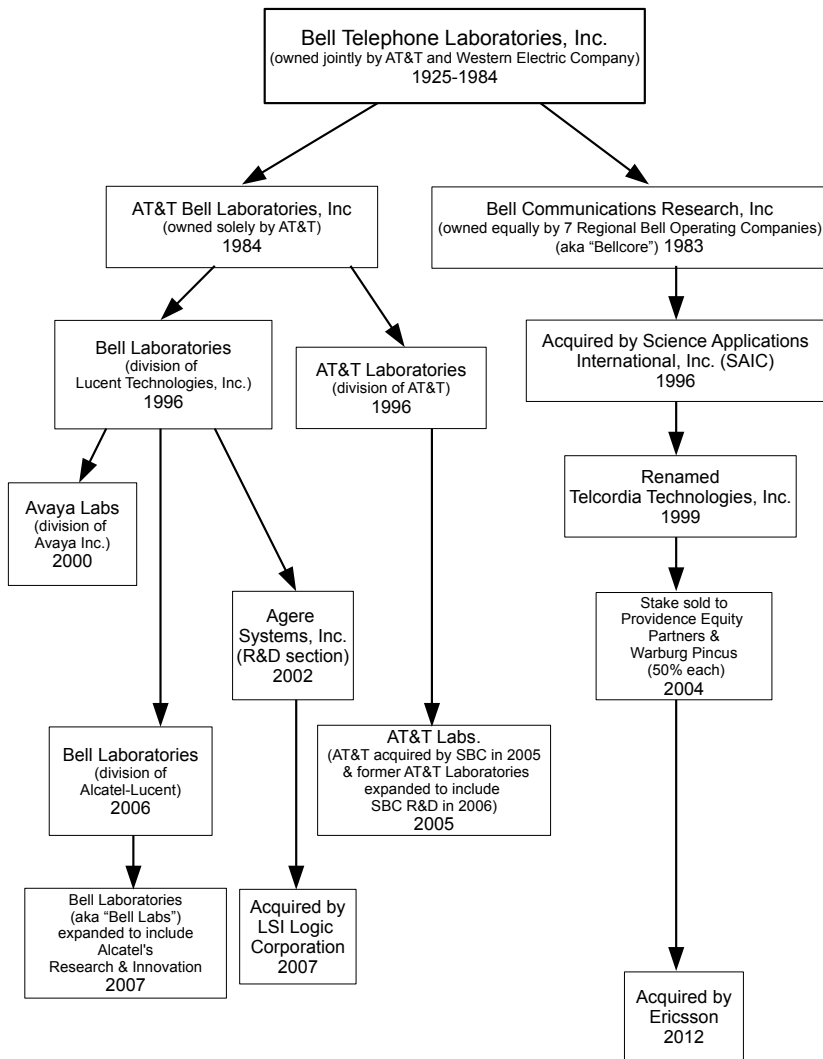 Bell Telephone Laboratories, Inc.
(owned jointly by AT&T and Western Electric Company)
1925-1984
AT&T Bell Laboratories, Inc
(owned solely by AT&T)
1984
Bell Communications Research, Inc
(owned equally by 7 Regional Bell Operating Companies)
(aka “Bellcore”) 1983
Bell Laboratories
(division of
Lucent Technologies, Inc.)
1996
AT&T Laboratories
(division of AT&T)
1996
Acquired by Science Applications
International, Inc. (SAIC)
1996
Avaya Labs
(division of
Avaya Inc.)
2000
Renamed
Telcordia Technologies, Inc.
1999
Agere
Systems, Inc.
(R&D section)
2002
Stake sold to
Providence Equity
Partners &
Warburg Pincus
(50% each)
2004
Bell Laboratories
(division of
Alcatel-Lucent)
2006
AT&T Labs.
(AT&T acquired by SBC in 2005
& former AT&T Laboratories
expanded to include
SBC R&D in 2006)
2005
Bell Laboratories
(aka “Bell Labs”)
expanded to include
Alcatel's
Research & Innovation
2007
Acquired by
LSI Logic
Corporation
2007
Acquired by
Ericsson
2012